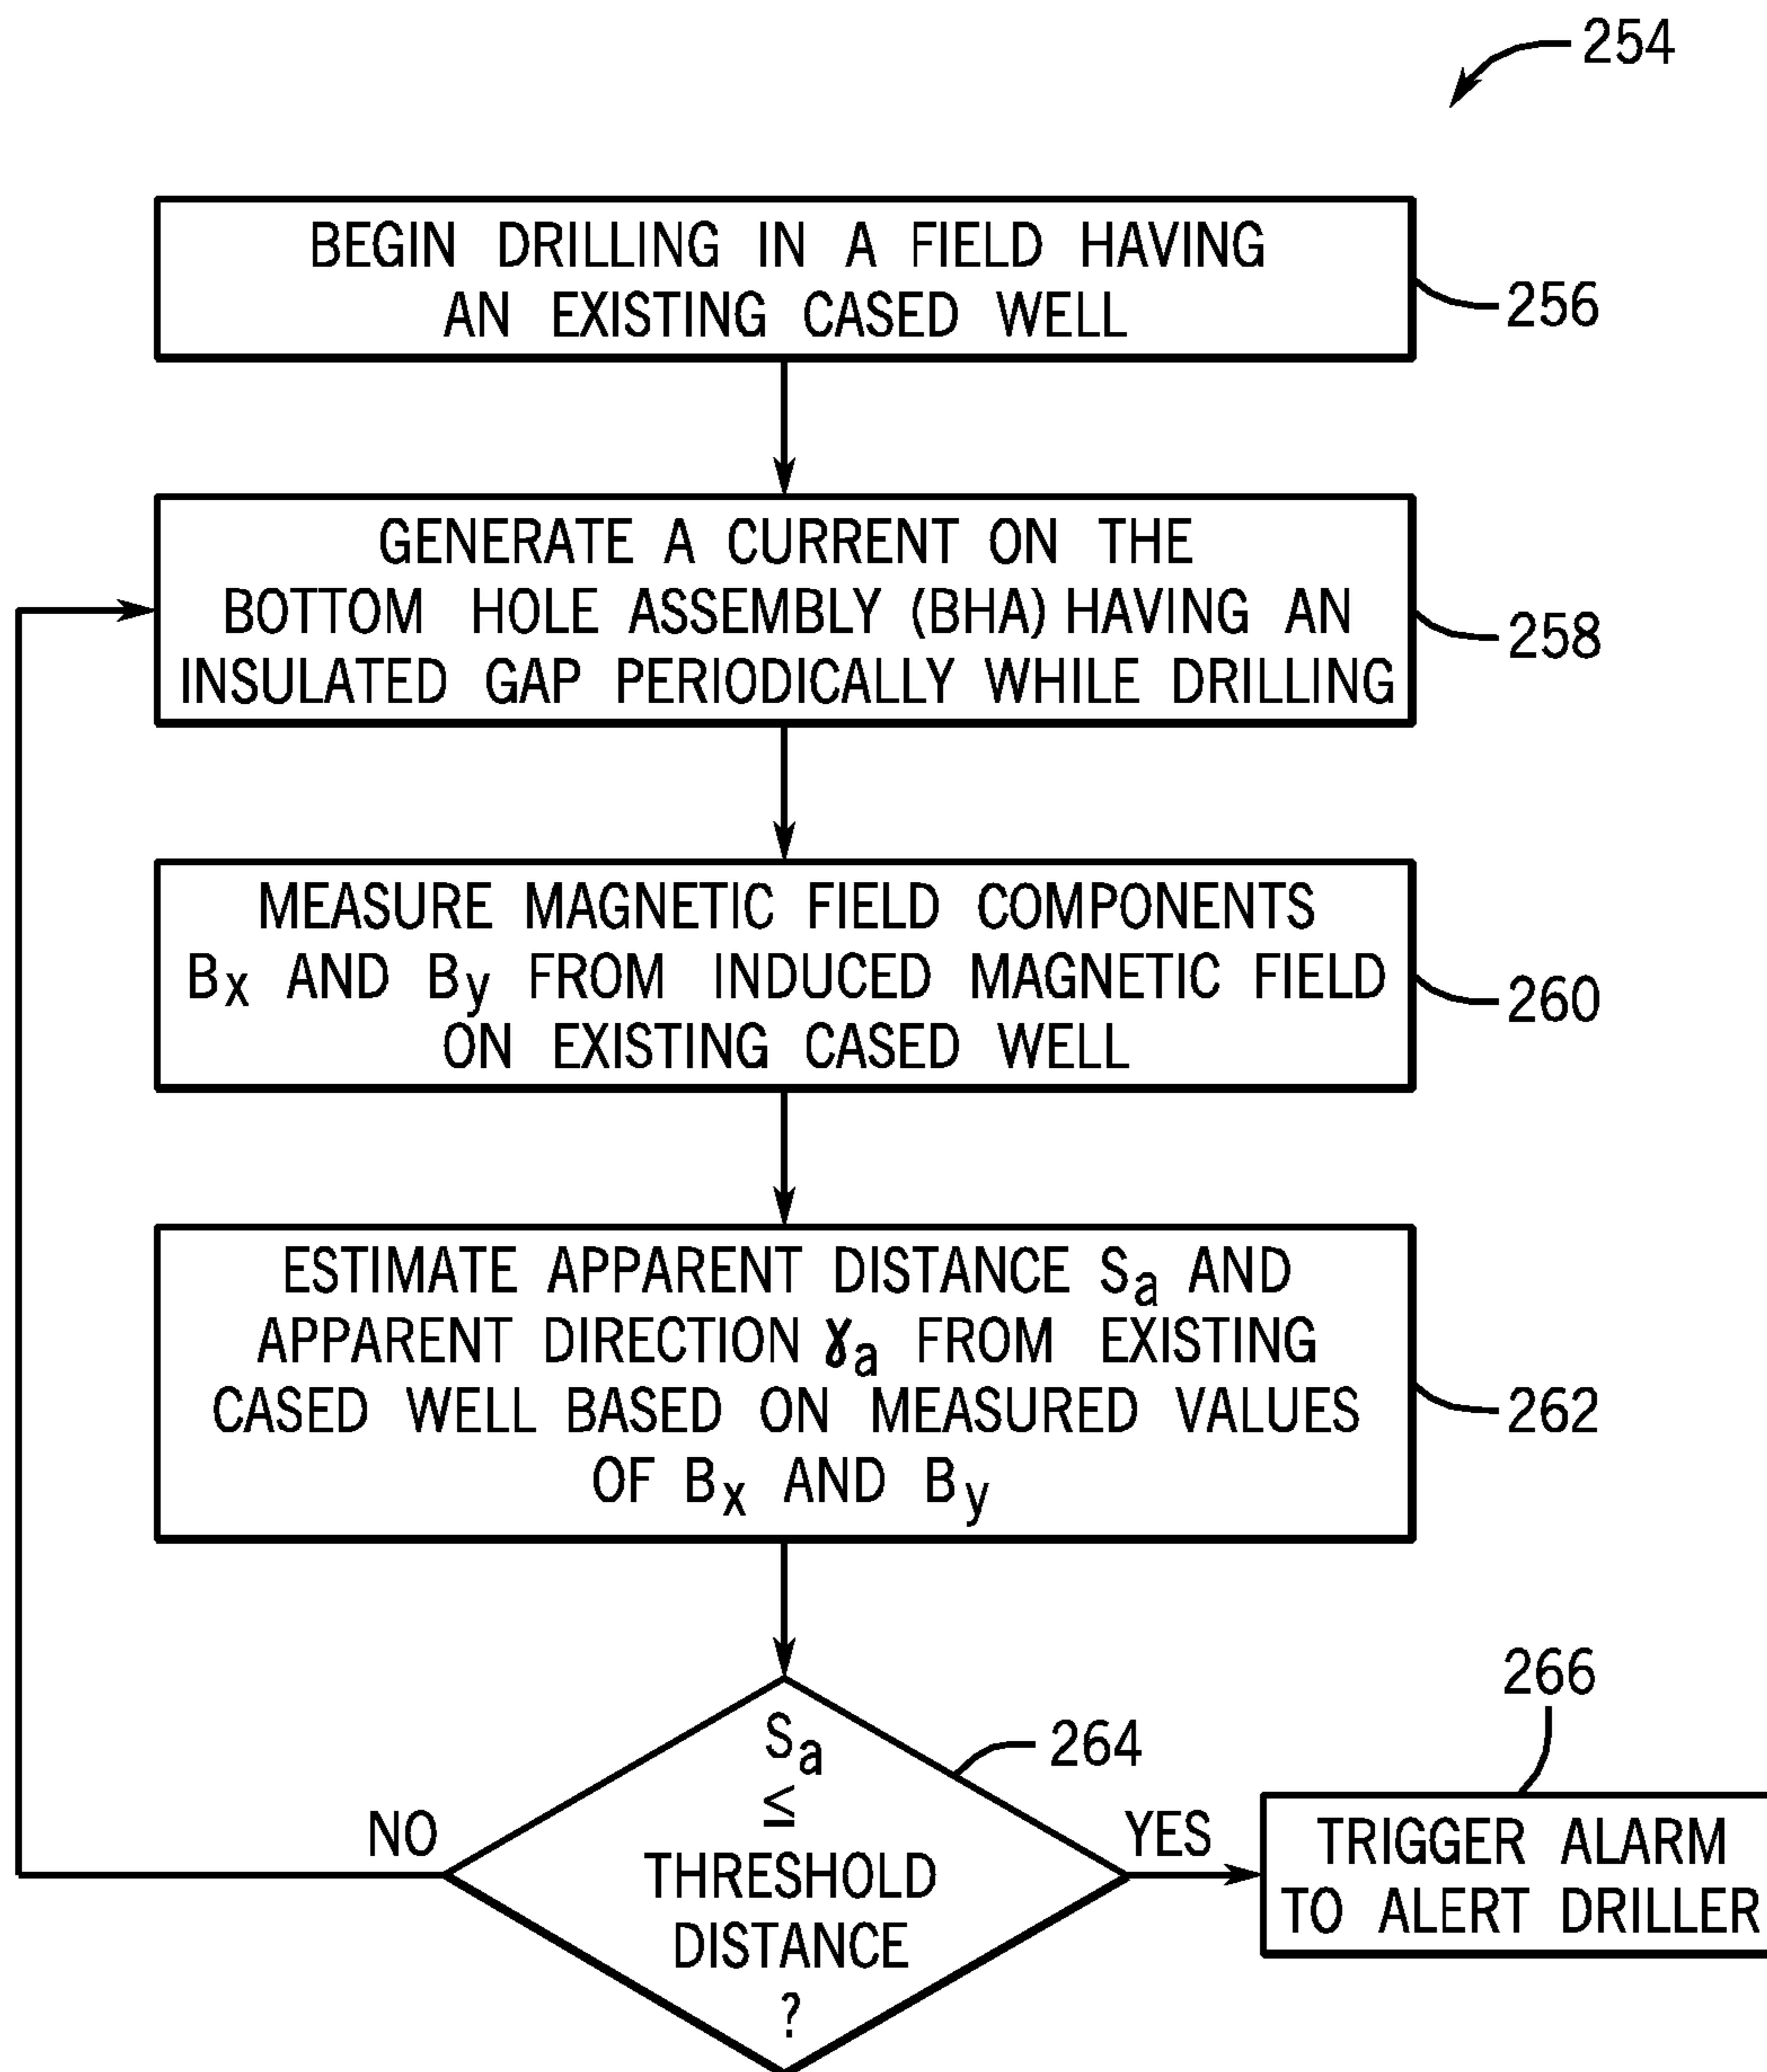 254
BEGIN DRILLING IN A FIELD HAVING
AN EXISTING CASED WELL
256
GENERATE A CURRENT ON THE
BOTTOM HOLE ASSEMBLY (BHA) HAVING AN
INSULATED GAP PERIODICALLY WHILE DRILLING
258
MEASURE MAGNETIC FIELD COMPONENTS
Bx AND By FROM INDUCED MAGNETIC FIELD
ON EXISTING CASED WELL
260
ESTIMATE APPARENT DISTANCE Sa AND
APPARENT DIRECTION γa FROM EXISTING
CASED WELL BASED ON MEASURED VALUES
OF Bx AND By
262
Sa
≤
THRESHOLD
DISTANCE
?
264
NO
YES
266
TRIGGER ALARM
TO ALERT DRILLER